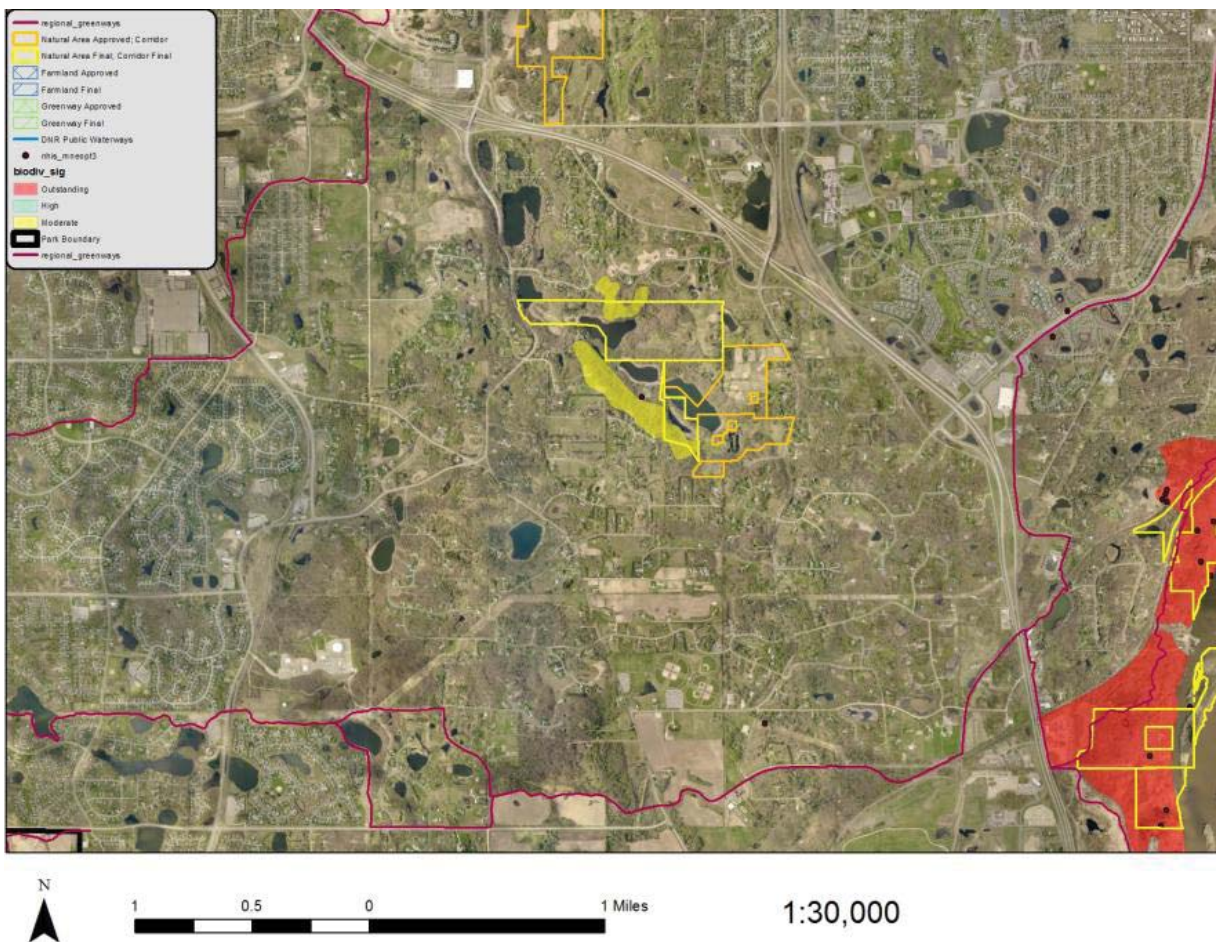 regional_greenways
Natural Area Approved; Corridor
Natural Area Final; Corridor Final
Farmland Approved
Farmland Final
Greenway Approved
Greenway Final
DNR Public Waterways
nhis_mneopt3
biodiv_sig
Outstanding
High
Moderate
Park Boundary
regional_greenways
N
1 0.5 0 1 Miles
1:30,000